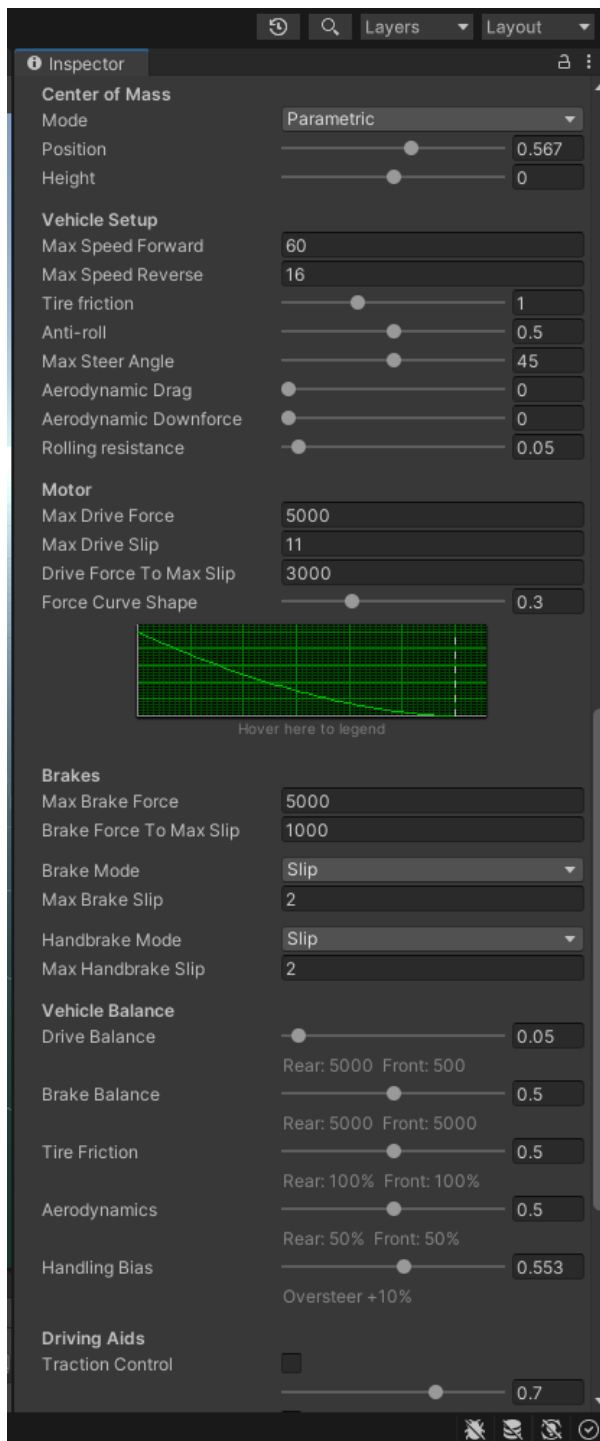 Layers Layout
Inspector
Center of Mass
Mode Parametric
Position 0.567
Height 0
Vehicle Setup
Max Speed Forward 60
Max Speed Reverse 16
Tire friction 1
Anti-roll 0.5
Max Steer Angle 45
Aerodynamic Drag 0
Aerodynamic Downforce 0
Rolling resistance 0.05
Motor
Max Drive Force 5000
Max Drive Slip 11
Drive Force To Max Slip 3000
Force Curve Shape 0.3
Hover here to legend
Brakes
Max Brake Force 5000
Brake Force To Max Slip 1000
Brake Mode Slip
Max Brake Slip 2
Handbrake Mode Slip
Max Handbrake Slip 2
Vehicle Balance
Drive Balance 0.05
Rear: 5000 Front: 500
Brake Balance 0.5
Rear: 5000 Front: 5000
Tire Friction 0.5
Rear: 100% Front: 100%
Aerodynamics 0.5
Rear: 50% Front: 50%
Handling Bias 0.553
Oversteer +10%
Driving Aids
Traction Control
0.7